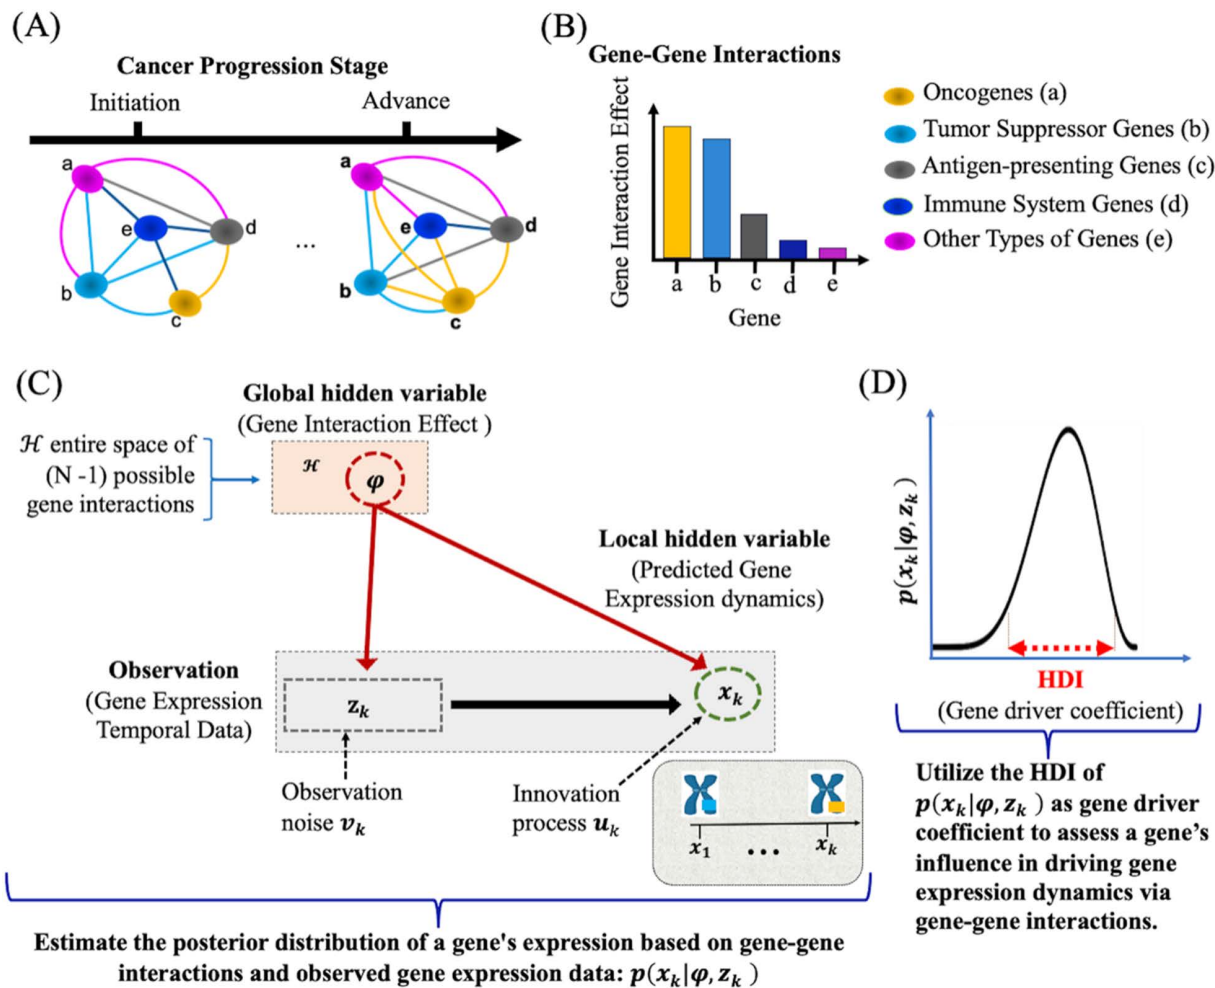 (A)
Cancer Progression Stage
Initiation
Advance
a
b
c
d
e
...
a
b
c
d
e
(B)
Gene-Gene Interactions
Gene Interaction Effect
a b c d e
Gene
Oncogenes (a)
Tumor Suppressor Genes (b)
Antigen-presenting Genes (c)
Immune System Genes (d)
Other Types of Genes (e)
(C)
Global hidden variable
(Gene Interaction Effect )
ℋ entire space of
(N -1) possible
gene interactions
ℋ
φ
Local hidden variable
(Predicted Gene
Expression dynamics)
Observation
(Gene Expression
Temporal Data)
z_k
x_k
Observation
noise v_k
Innovation
process u_k
x_1 ... x_k
Estimate the posterior distribution of a gene's expression based on gene-gene
interactions and observed gene expression data: p(x_k|φ, z_k)
(D)
p(x_k|φ, z_k)
HDI
(Gene driver coefficient)
Utilize the HDI of
p(x_k|φ, z_k ) as gene driver
coefficient to assess a gene's
influence in driving gene
expression dynamics via
gene-gene interactions.